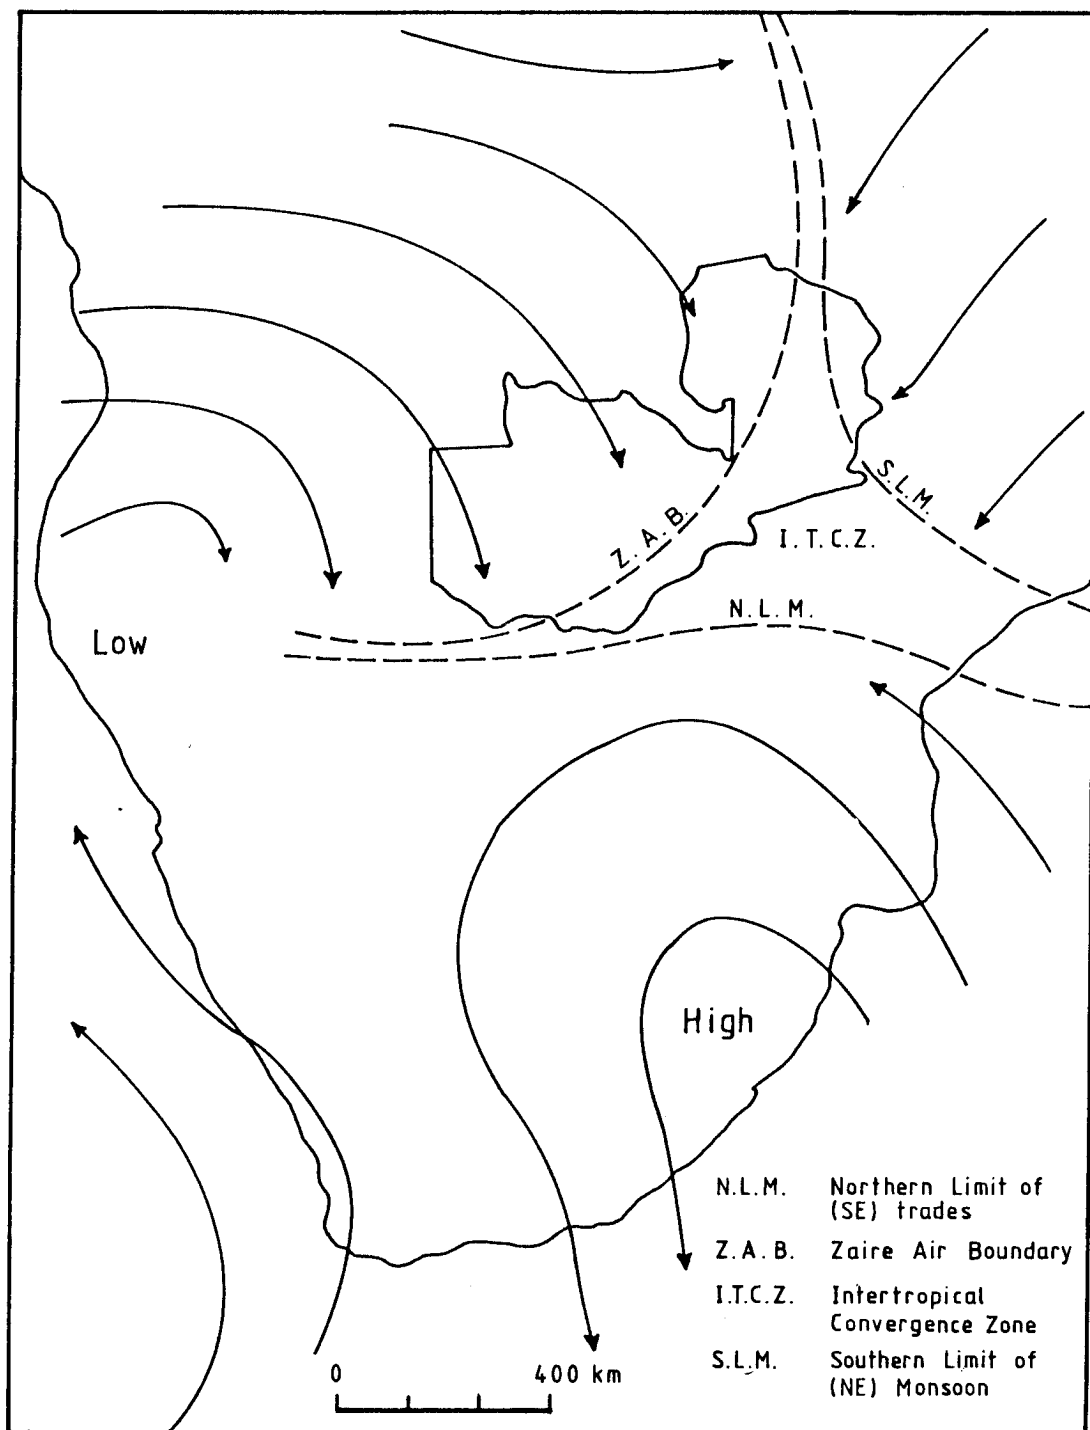 S.L.M.
Z.A.B.
I.T.C.Z.
N.L.M.
Low
High
N.L.M. Northern Limit of
(SE) trades
Z.A.B. Zaire Air Boundary
I.T.C.Z. Intertropical
Convergence Zone
S.L.M. Southern Limit of
(NE) Monsoon
0 400 km